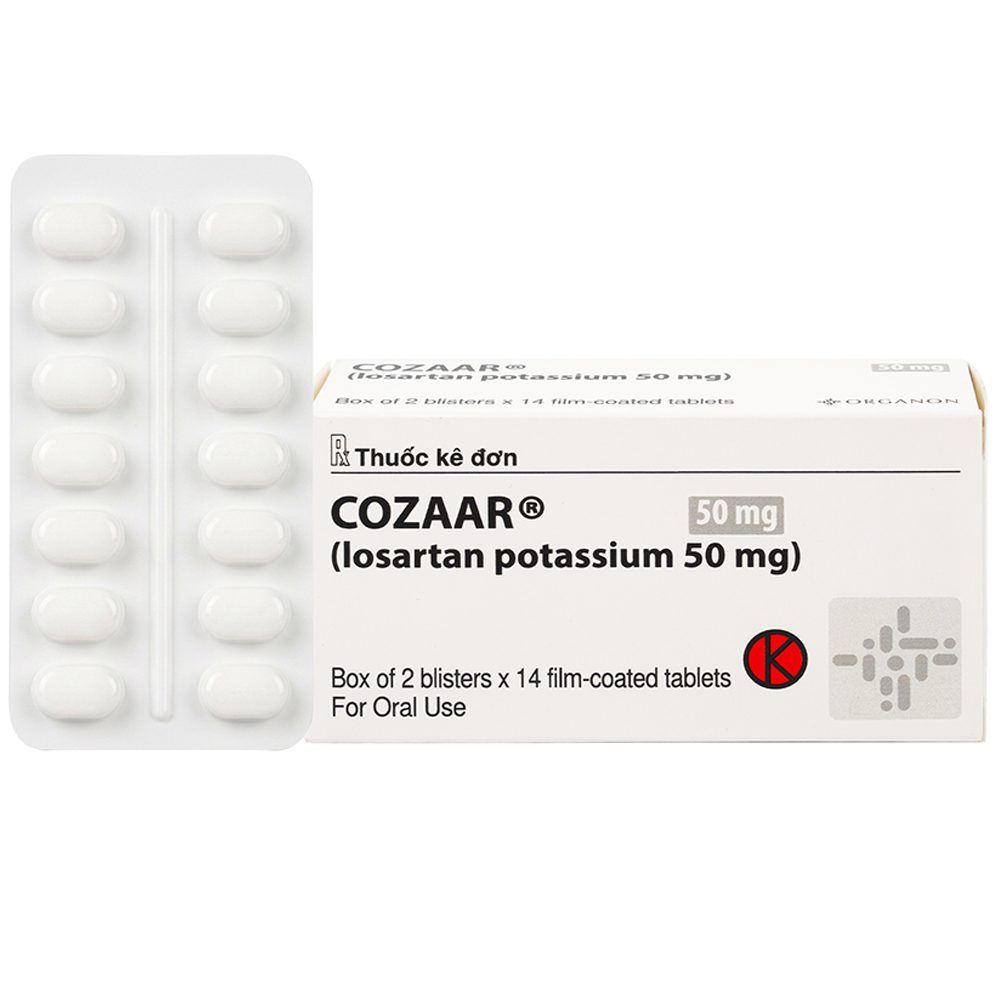 COZAAR®
(losartan potassium 50 mg)
50 mg
Box of 2 blisters x 14 film-coated tablets
ORGANON
Rx Thuốc kê đơn
COZAAR®
50 mg
(losartan potassium 50 mg)
Box of 2 blisters x 14 film-coated tablets
For Oral Use
K